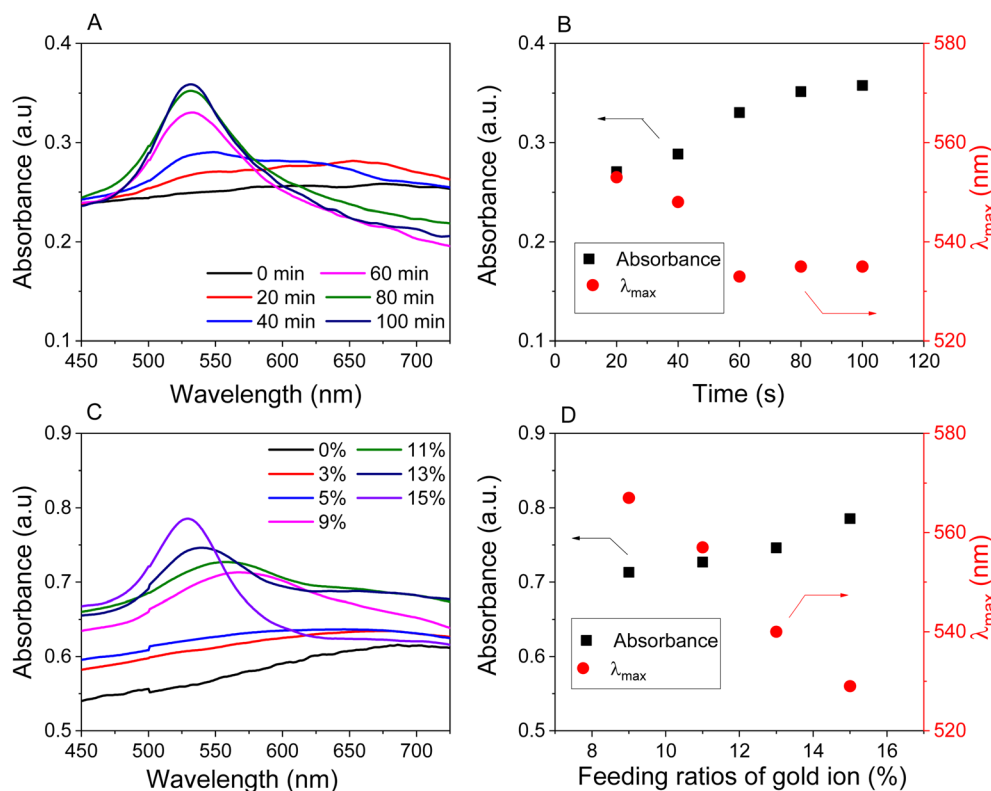 A
B
0.4
0.3
0.2
0.1
Absorbance (a.u)
0 min
20 min
40 min
60 min
80 min
100 min
450 500 550 600 650 700
Wavelength (nm)
0.4
0.3
0.2
0.1
Absorbance (a.u.)
Absorbance
λmax
580
560
540
520
λmax (nm)
0 20 40 60 80 100 120
Time (s)
C
D
0.9
0.8
0.7
0.6
0.5
Absorbance (a.u)
0%
3%
5%
9%
11%
13%
15%
450 500 550 600 650 700
Wavelength (nm)
0.9
0.8
0.7
0.6
0.5
Absorbance (a.u.)
Absorbance
λmax
580
560
540
520
λmax (nm)
8 10 12 14 16
Feeding ratios of gold ion (%)